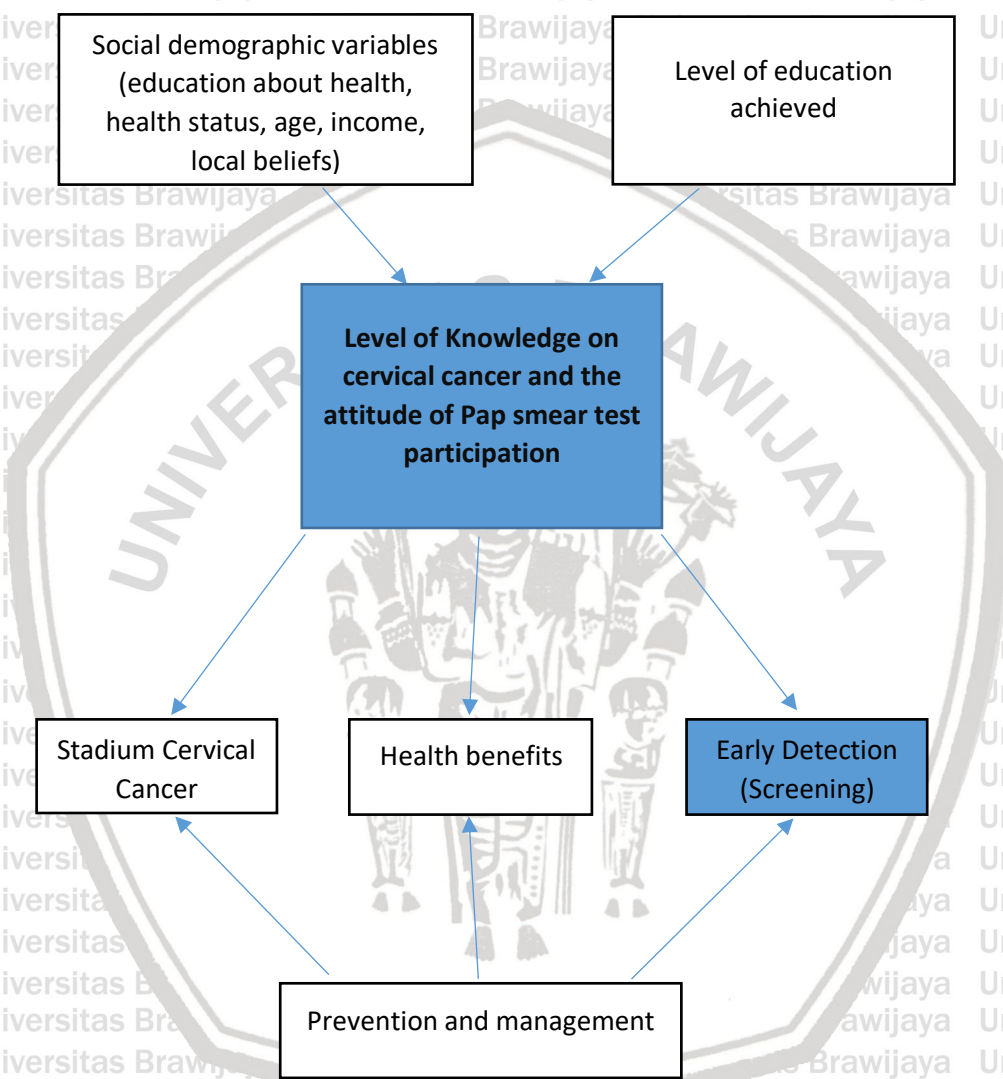 Social demographic variables
(education about health,
health status, age, income,
local beliefs)
Level of education
achieved
Level of Knowledge on
cervical cancer and the
attitude of Pap smear test
participation
Stadium Cervical
Cancer
Health benefits
Early Detection
(Screening)
Prevention and management
UNIVERSITAS BRAWIJAYA